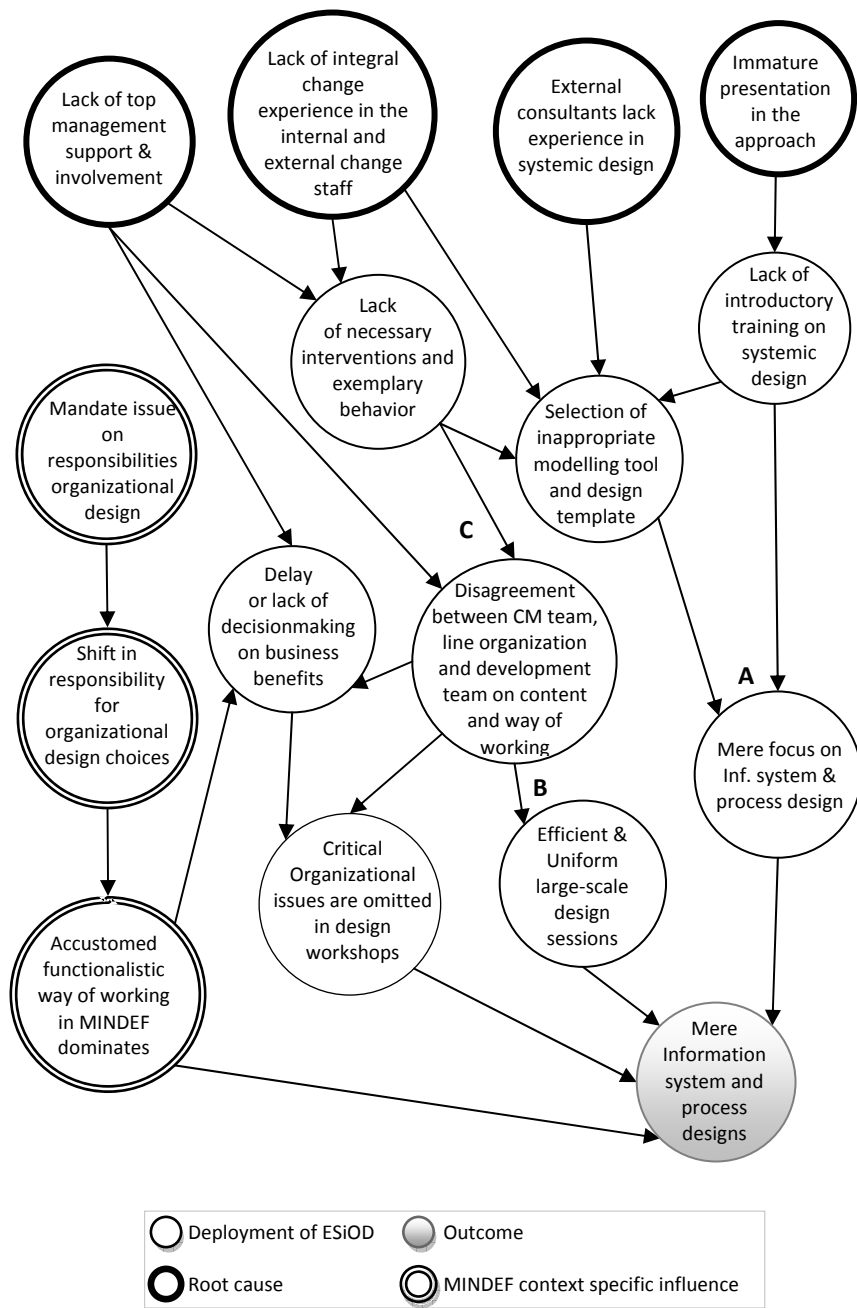 Lack of top
management
support &
involvement
Lack of integral
change
experience in the
internal and
external change
staff
External
consultants lack
experience in
systemic design
Immature
presentation
in the
approach
Lack
of necessary
interventions and
exemplary
behavior
Lack of
introductory
training on
systemic
design
Mandate issue
on
responsibilities
organizational
design
Selection of
inappropriate
modelling tool
and design
template
C
Delay
or lack of
decisionmaking
on business
benefits
Disagreement
between CM team,
line organization
and development
team on content
and way of
working
A
Shift in
responsibility
for
organizational
design choices
Mere focus on
Inf. system &
process design
B
Critical
Organizational
issues are omitted
in design
workshops
Efficient &
Uniform
large-scale
design
sessions
Accustomed
functionalistic
way of working
in MINDEF
dominates
Mere
Information
system and
process
designs
Deployment of ESiOD
Outcome
Root cause
MINDEF context specific influence